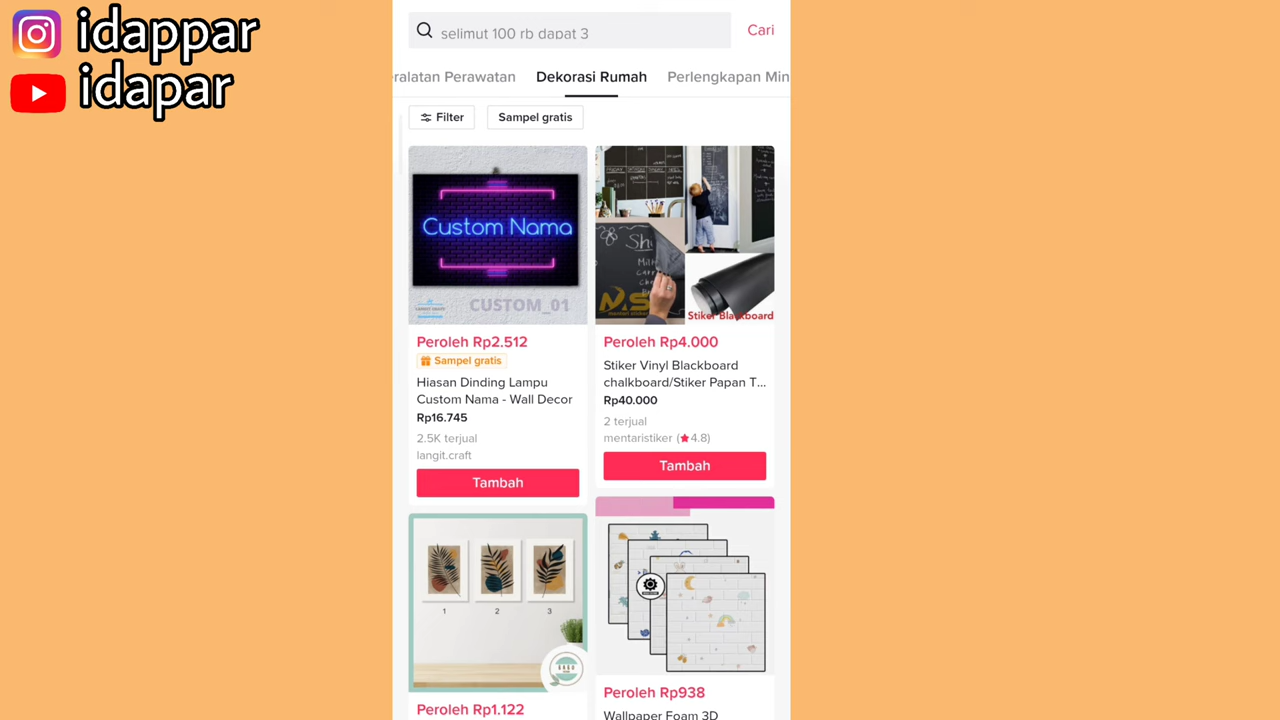 idappar
idapar
selimut 100 rb dapat 3
Cari
eralatan Perawatan
Dekorasi Rumah
Perlengkapan Min
Filter
Sampel gratis
Custom Nama
CUSTOM_01
Peroleh Rp2.512
Sampel gratis
Hiasan Dinding Lampu
Custom Nama - Wall Decor
Rp16.745
2.5K terjual
langit.craft
Tambah
MS
Stiker Blackboard
Peroleh Rp4.000
Stiker Vinyl Blackboard
chalkboard/Stiker Papan T...
Rp40.000
2 terjual
mentaristiker (★4.8)
Tambah
1
2
3
Peroleh Rp1.122
Peroleh Rp938
Wallpaper Foam 3D